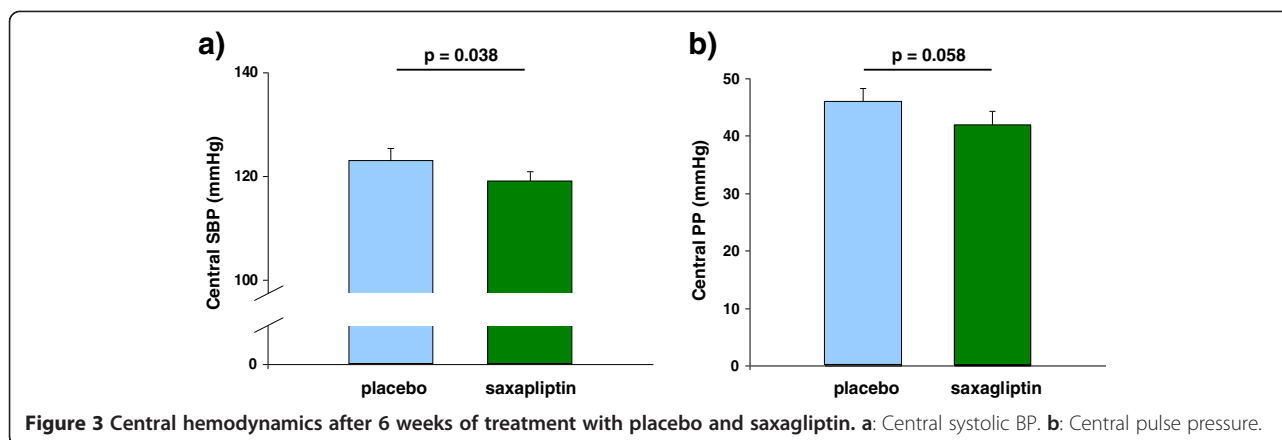 a)
p = 0.038
140
120
100
0
Central SBP (mmHg)
placebo
saxapliptin
b)
p = 0.058
50
40
30
20
10
0
Central PP (mmHg)
placebo
saxagliptin
Figure 3 Central hemodynamics after 6 weeks of treatment with placebo and saxagliptin. a: Central systolic BP. b: Central pulse pressure.